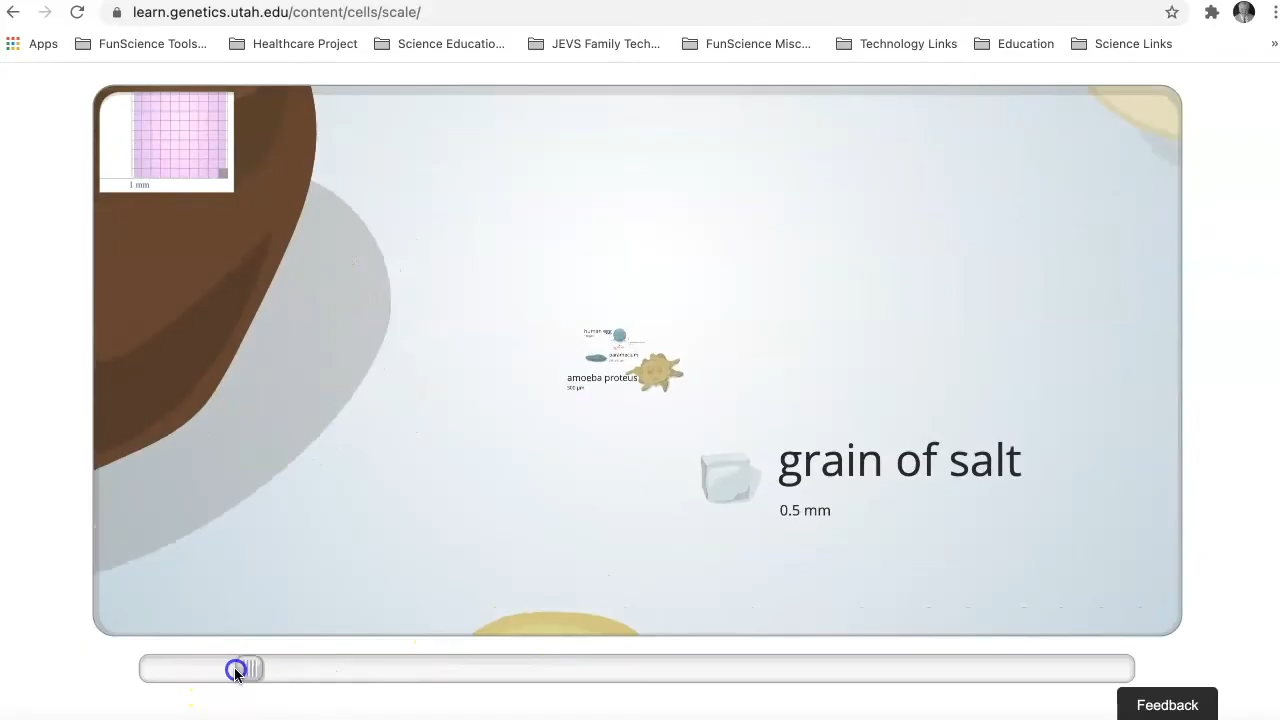 learn.genetics.utah.edu/content/cells/scale/
Apps FunScience Tools... Healthcare Project Science Educatio... JEVS Family Tech... FunScience Misc... Technology Links Education Science Links »
1 mm
human egg
paramecium
amoeba proteus
500 μm
grain of salt
0.5 mm
Feedback